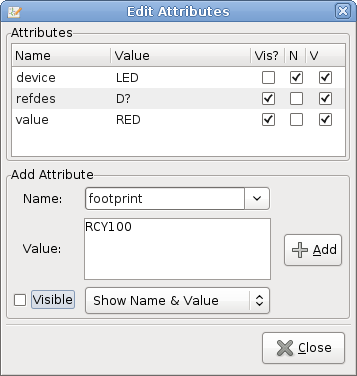 Edit Attributes
Attributes
Name Value Vis? N V
device LED
refdes D?
value RED
Add Attribute
Name: footprint
Value: RCY100
Add
Visible Show Name & Value
Close